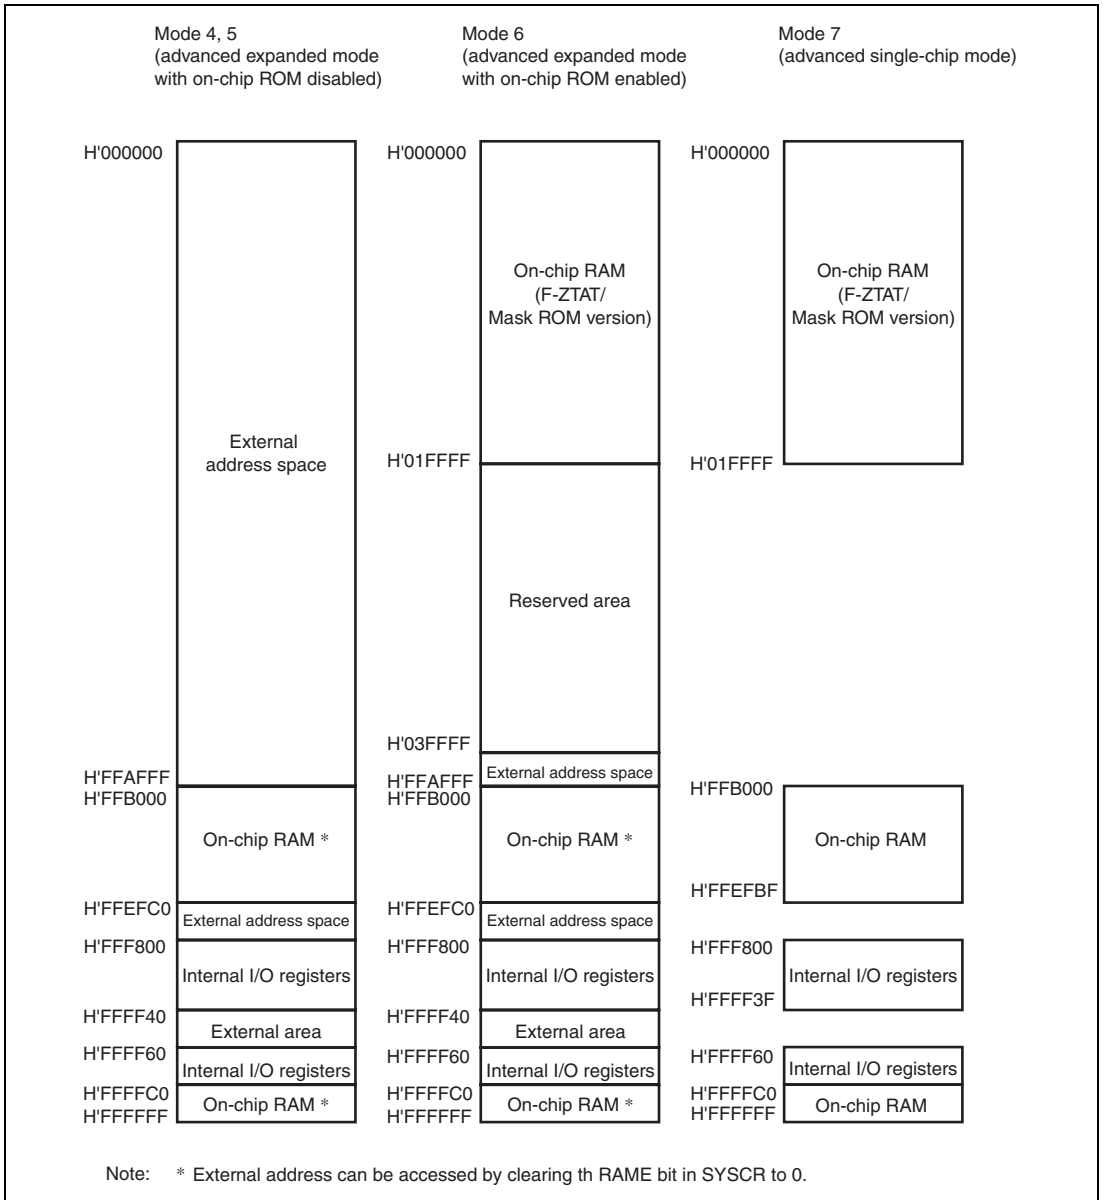 Mode 4, 5
(advanced expanded mode
with on-chip ROM disabled)
Mode 6
(advanced expanded mode
with on-chip ROM enabled)
Mode 7
(advanced single-chip mode)
H'000000
External
address space
H'FFAFFF
H'FFB000
On-chip RAM *
H'FFEFC0
External address space
H'FFF800
Internal I/O registers
H'FFFF40
External area
H'FFFF60
Internal I/O registers
H'FFFFC0
On-chip RAM *
H'FFFFFF
H'000000
On-chip RAM
(F-ZTAT/
Mask ROM version)
H'01FFFF
Reserved area
H'03FFFF
External address space
H'FFAFFF
H'FFB000
On-chip RAM *
H'FFEFC0
External address space
H'FFF800
Internal I/O registers
H'FFFF40
External area
H'FFFF60
Internal I/O registers
H'FFFFC0
On-chip RAM *
H'FFFFFF
H'000000
On-chip RAM
(F-ZTAT/
Mask ROM version)
H'01FFFF
H'FFB000
On-chip RAM
H'FFEFBF
H'FFF800
Internal I/O registers
H'FFFF3F
H'FFFF60
Internal I/O registers
H'FFFFC0
On-chip RAM
H'FFFFFF
Note: * External address can be accessed by clearing th RAME bit in SYSCR to 0.